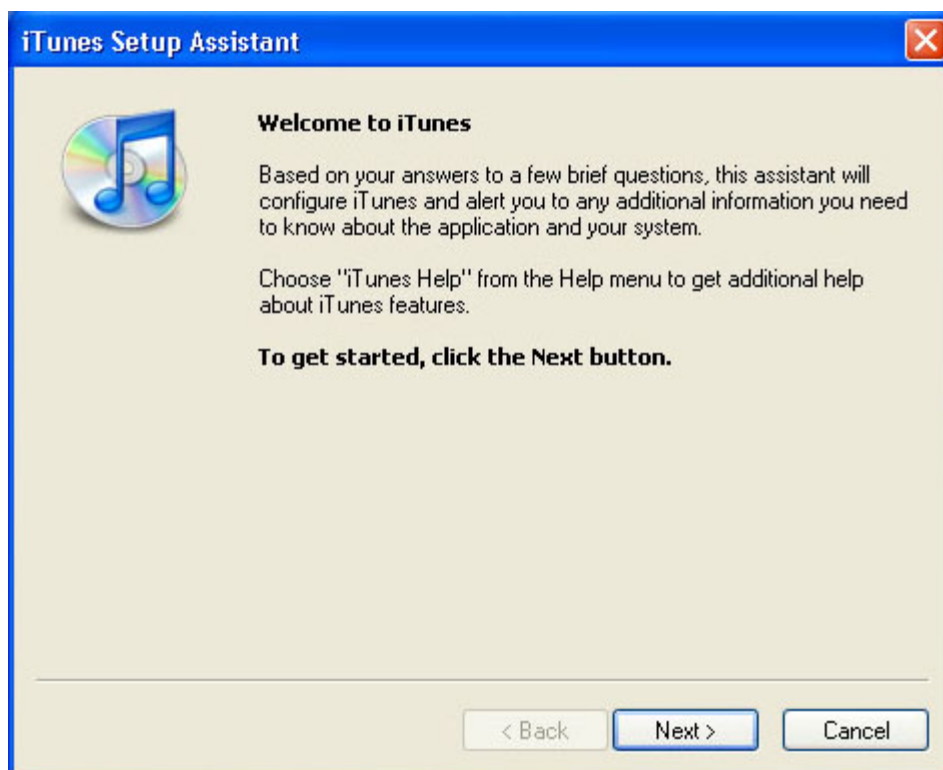 iTunes Setup Assistant
Welcome to iTunes
Based on your answers to a few brief questions, this assistant will
configure iTunes and alert you to any additional information you need
to know about the application and your system.
Choose "iTunes Help" from the Help menu to get additional help
about iTunes features.
To get started, click the Next button.
< Back
Next >
Cancel